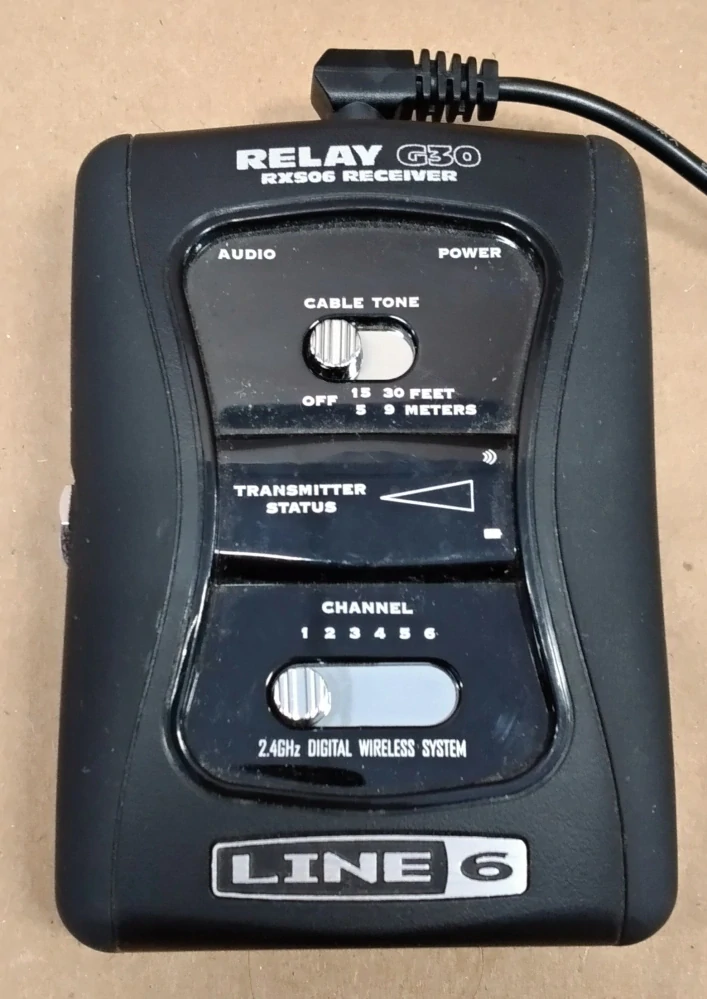 RELAY G30
RXS06 RECEIVER
AUDIO POWER
CABLE TONE
OFF 15 30 FEET
5 9 METERS
TRANSMITTER
STATUS
CHANNEL
1 2 3 4 5 6
2.4GHz DIGITAL WIRELESS SYSTEM
LINE 6